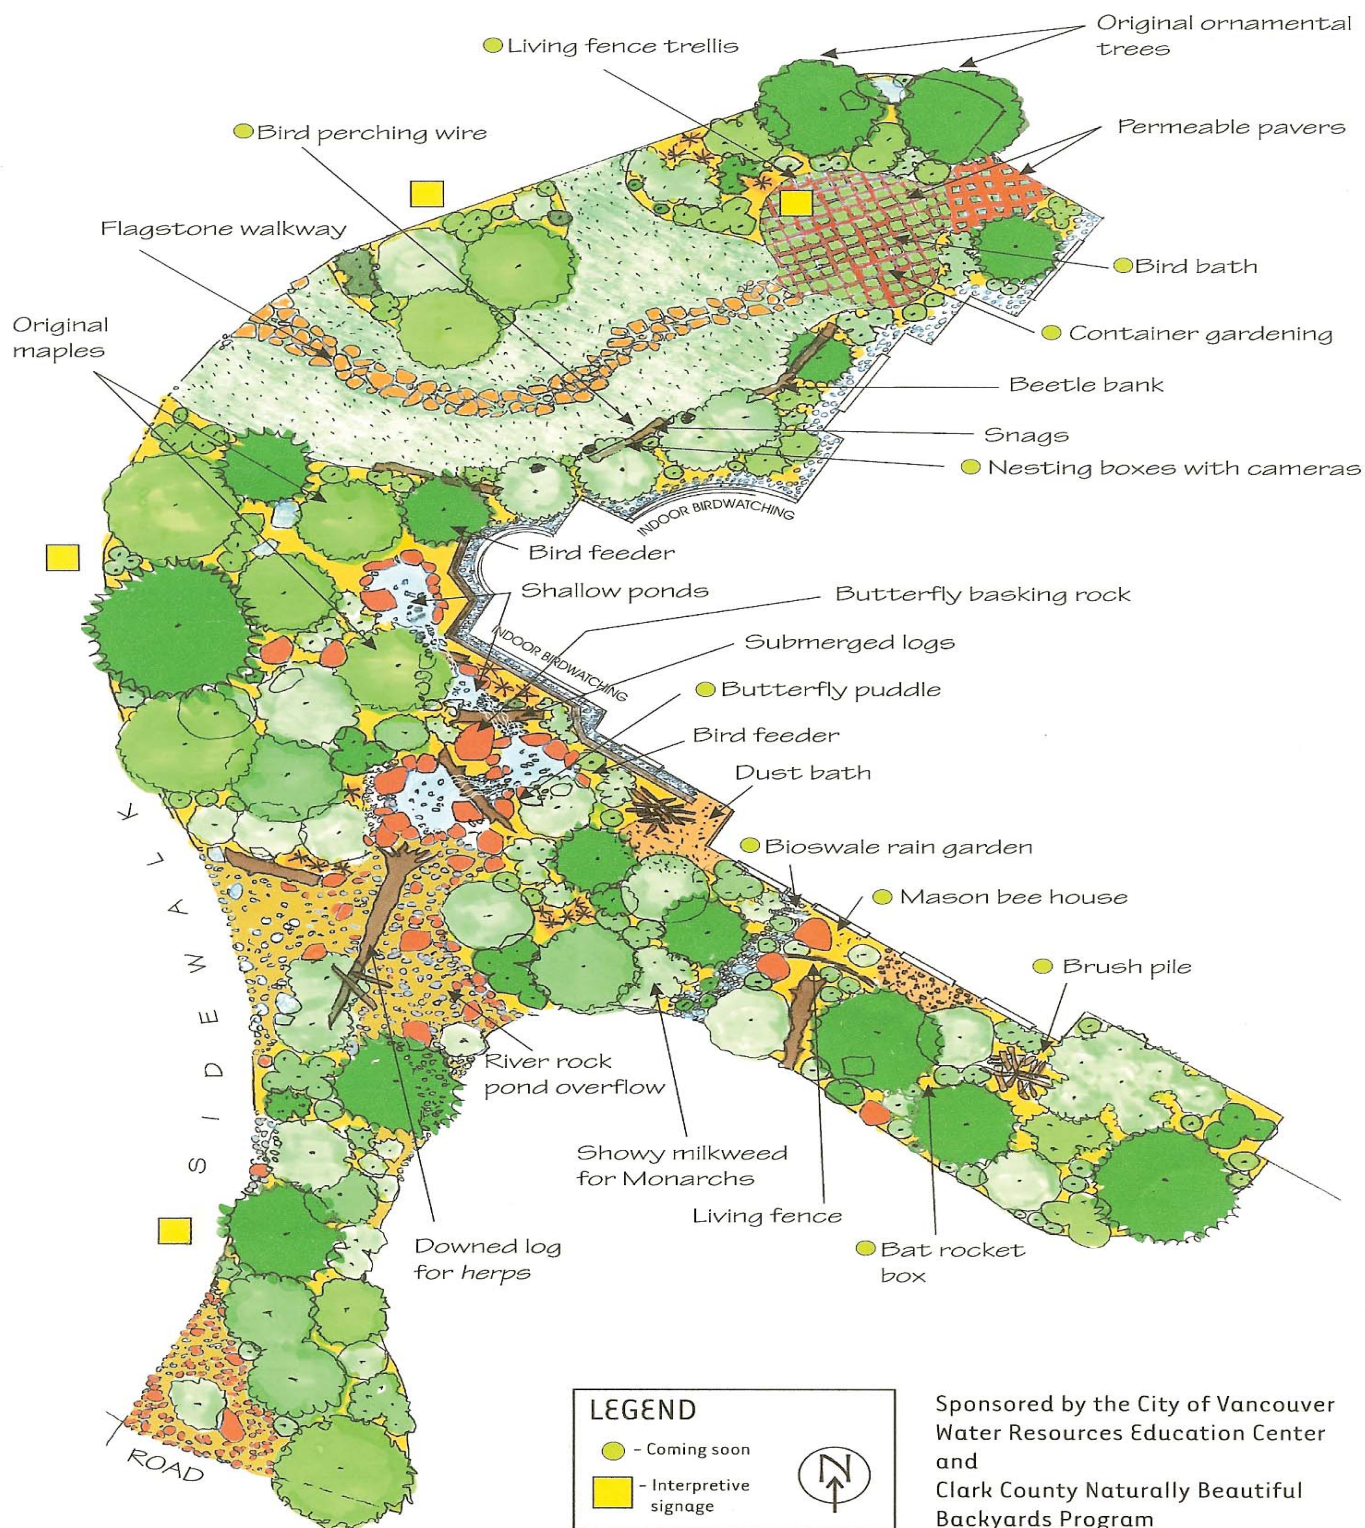 Original ornamental
trees
Living fence trellis
Permeable pavers
Bird perching wire
Flagstone walkway
Bird bath
Original
maples
Container gardening
Beetle bank
Snags
Nesting boxes with cameras
INDOOR BIRDWATCHING
Bird feeder
Shallow ponds
Butterfly basking rock
INDOOR BIRDWATCHING
Submerged logs
Butterfly puddle
Bird feeder
Dust bath
Bioswale rain garden
Mason bee house
Brush pile
SIDEWALK
River rock
pond overflow
Showy milkweed
for Monarchs
Living fence
Downed log
for herps
Bat rocket
box
ROAD
LEGEND
- Coming soon
- Interpretive
signage
N
Sponsored by the City of Vancouver
Water Resources Education Center
and
Clark County Naturally Beautiful
Backyards Program